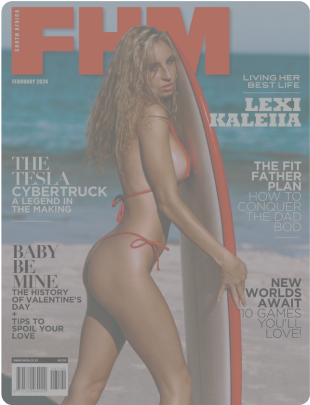 SOUTH AFRICA
FHM
FEBRUARY 2024
LIVING HER
BEST LIFE
LEXI
KALEIIA
THE
TESLA
CYBERTRUCK
A LEGEND IN
THE MAKING
THE FIT
FATHER
PLAN
HOW TO
CONQUER
THE DAD
BOD
BABY
BE
MINE
THE HISTORY
OF VALENTINE'S
DAY
+
TIPS TO
SPOIL YOUR
LOVE
NEW
WORLDS
AWAIT
10 GAMES
YOU'LL
LOVE!